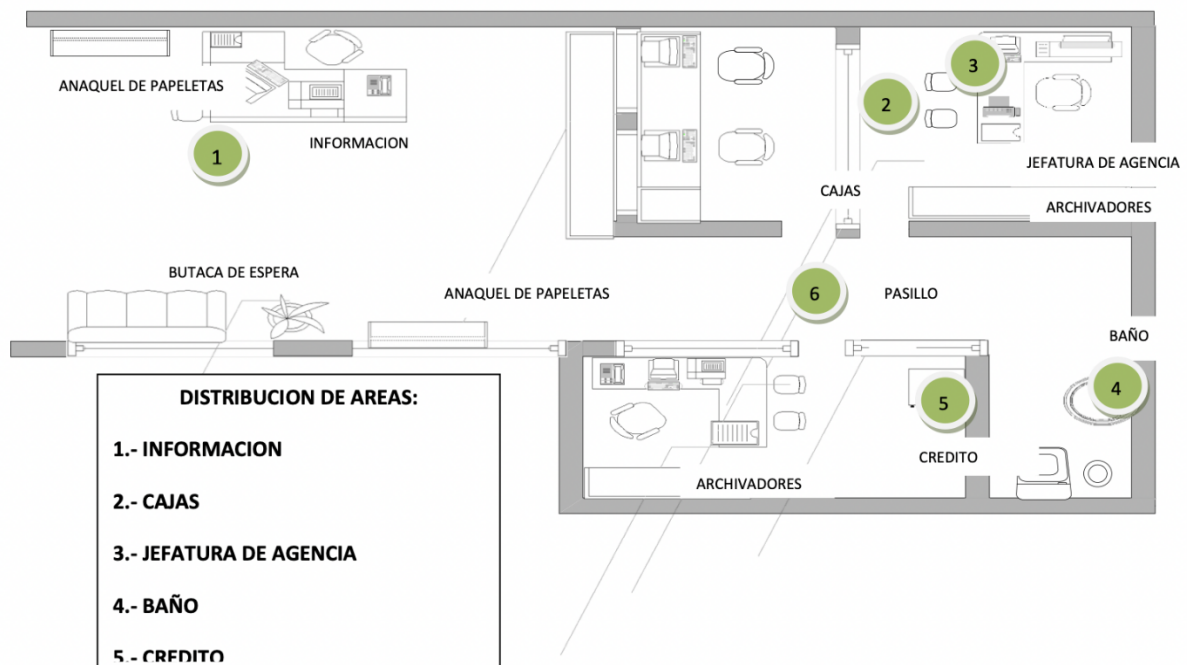 3
2
ANAQUEL DE PAPELETAS
INFORMACION
1
JEFATURA DE AGENCIA
CAJAS
ARCHIVADORES
BUTACA DE ESPERA
ANAQUEL DE PAPELETAS
6
PASILLO
BAÑO
4
5
CREDITO
ARCHIVADORES
DISTRIBUCION DE AREAS:
1.- INFORMACION
2.- CAJAS
3.- JEFATURA DE AGENCIA
4.- BAÑO
5.- CREDITO